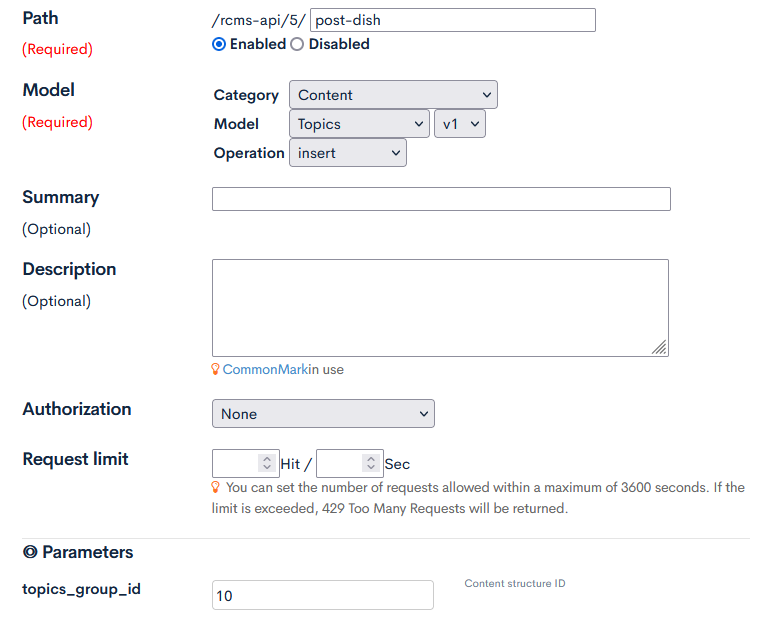 Path
/rcms-api/5/ post-dish
(Required)
Enabled Disabled
Model
(Required)
Category Content
Model Topics v1
Operation insert
Summary
(Optional)
Description
(Optional)
CommonMarkin use
Authorization
None
Request limit
Hit / Sec
You can set the number of requests allowed within a maximum of 3600 seconds. If the
limit is exceeded, 429 Too Many Requests will be returned.
Parameters
topics_group_id
10
Content structure ID